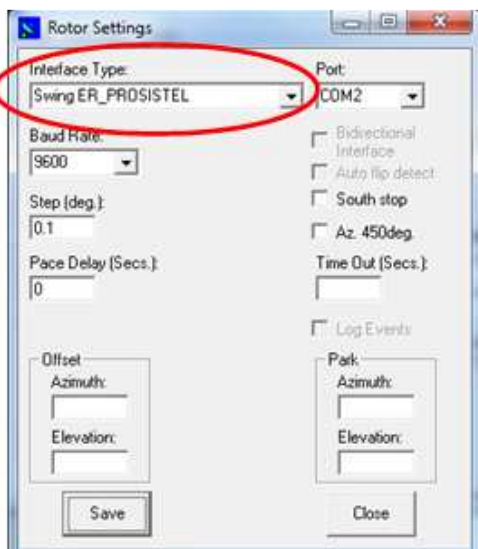 Rotor Settings
Interface Type:
Port:
Swing ER_PROSISTEL
COM2
Baud Rate:
9600
Bidirectional
Interface
Auto flip detect
Step (deg.):
0.1
South stop
Az. 450deg.
Pace Delay (Secs.):
0
Time Out (Secs.):
Log Events
Offset
Azimuth:
Elevation:
Park
Azimuth:
Elevation:
Save
Close